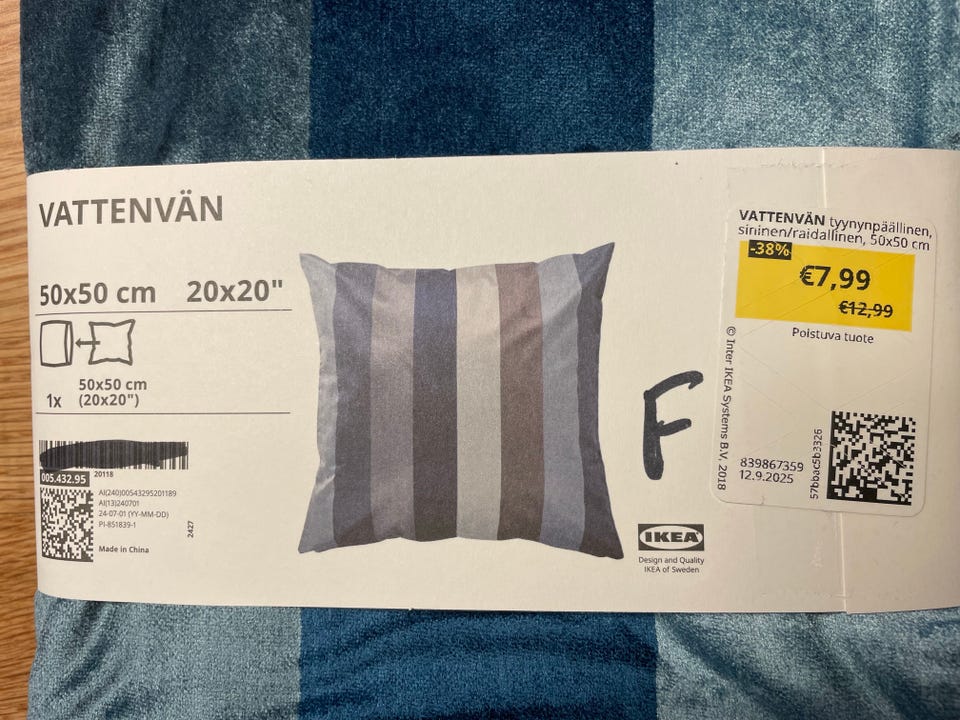 VATTENVÄN
50x50 cm 20x20"
1x 50x50 cm
(20x20")
005.432.95
20118
AI(240)00543295201189
AI(13)240701
24-07-01 (YY-MM-DD)
PI-851839-1
Made in China
2427
F
IKEA
Design and Quality
IKEA of Sweden
VATTENVÄN tyynynpäällinen,
sininen/raidallinen, 50x50 cm
-38%
€7,99
€12,99
Poistuva tuote
© Inter IKEA Systems B.V. 2018
839867359
12.9.2025
57bbac5b3326